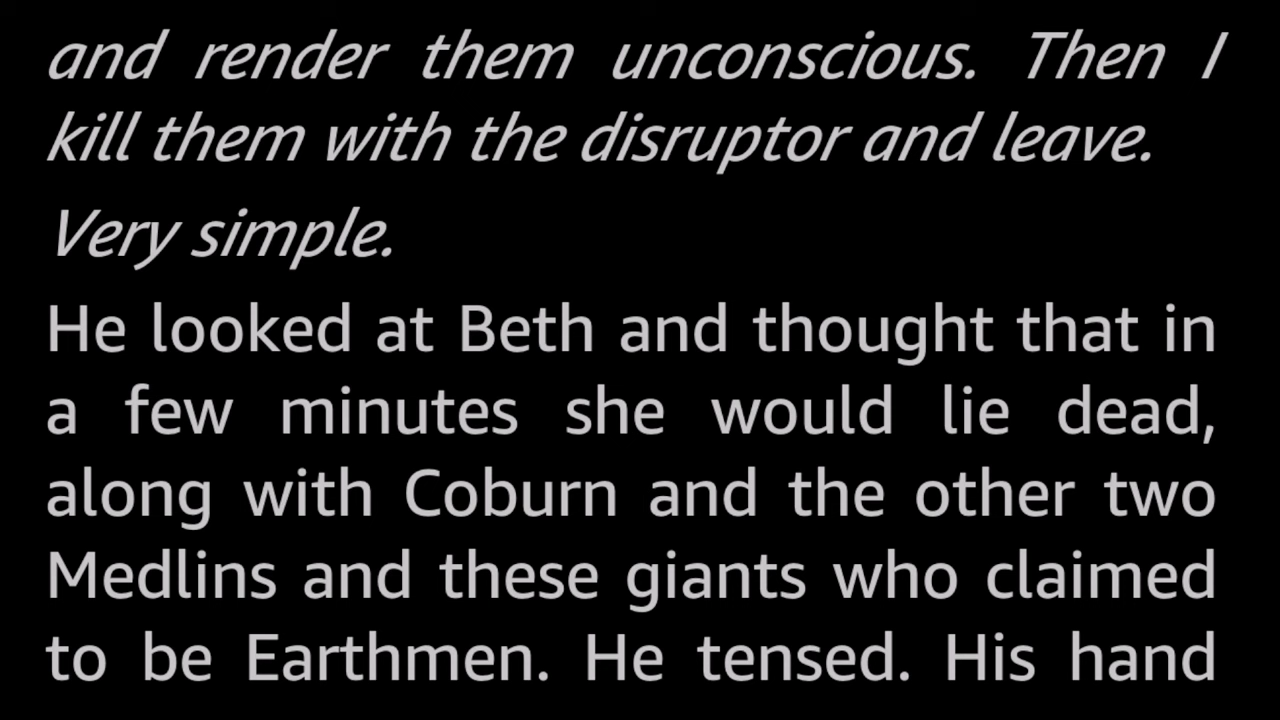 and render them unconscious. Then I
kill them with the disruptor and leave.
Very simple.
He looked at Beth and thought that in
a few minutes she would lie dead,
along with Coburn and the other two
Medlins and these giants who claimed
to be Earthmen. He tensed. His hand